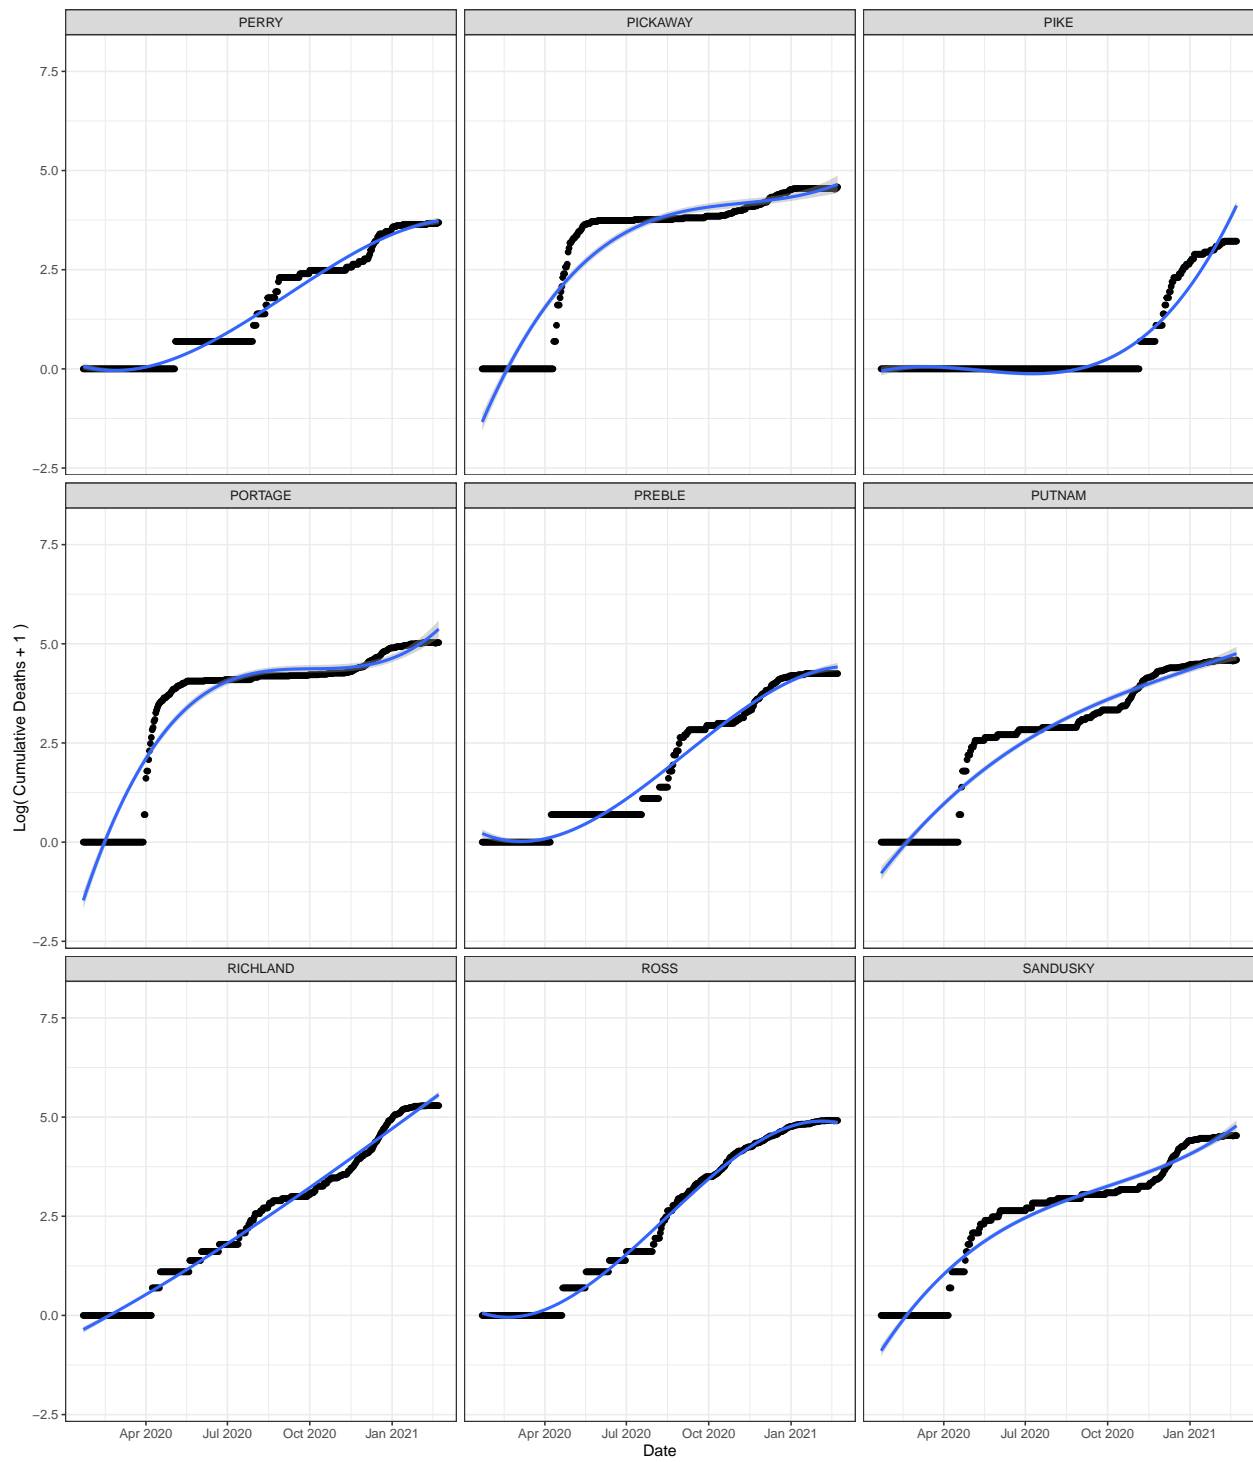 PERRY PICKAWAY PIKE
7.5
5.0
2.5
0.0
−2.5
PORTAGE PREBLE PUTNAM
7.5
5.0
2.5
0.0
−2.5
Log( Cumulative Deaths + 1 )
RICHLAND ROSS SANDUSKY
7.5
5.0
2.5
0.0
−2.5
Apr 2020 Jul 2020 Oct 2020 Jan 2021 Apr 2020 Jul 2020 Oct 2020 Jan 2021 Apr 2020 Jul 2020 Oct 2020 Jan 2021
Date